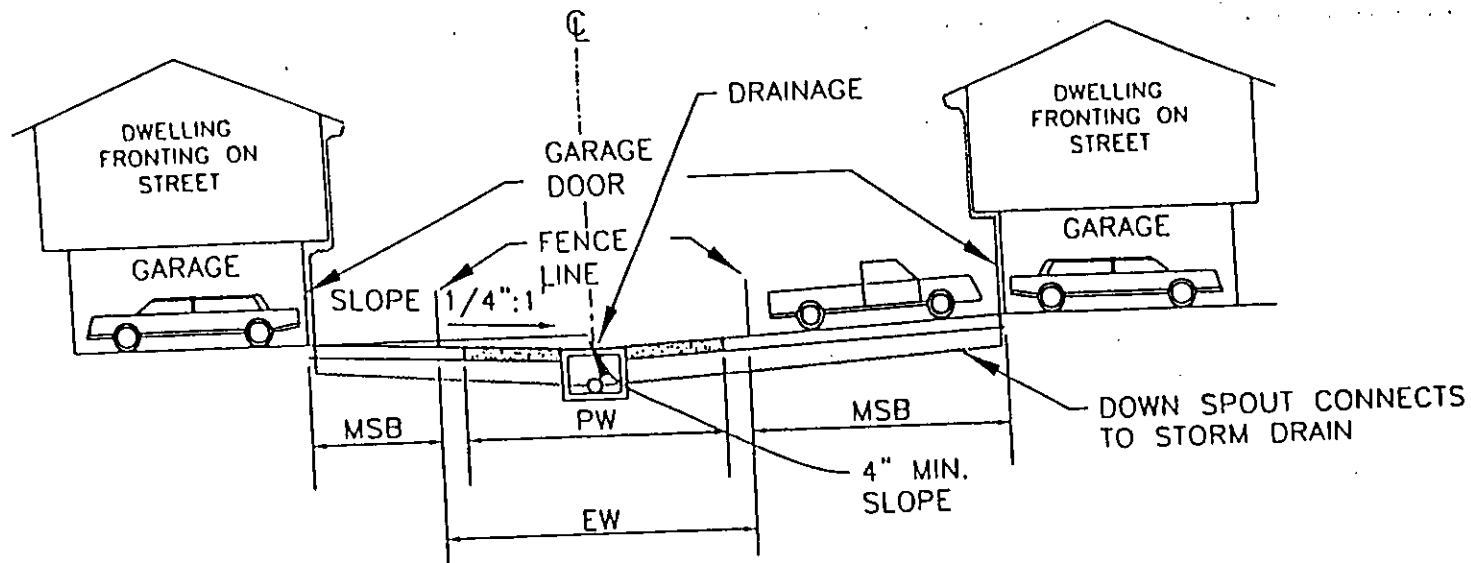 ℄
DRAINAGE
DWELLING
FRONTING ON
STREET
DWELLING
FRONTING ON
STREET
GARAGE
DOOR
FENCE
LINE
GARAGE
GARAGE
SLOPE 1/4":1'
MSB
PW
MSB
DOWN SPOUT CONNECTS
TO STORM DRAIN
4" MIN.
SLOPE
EW